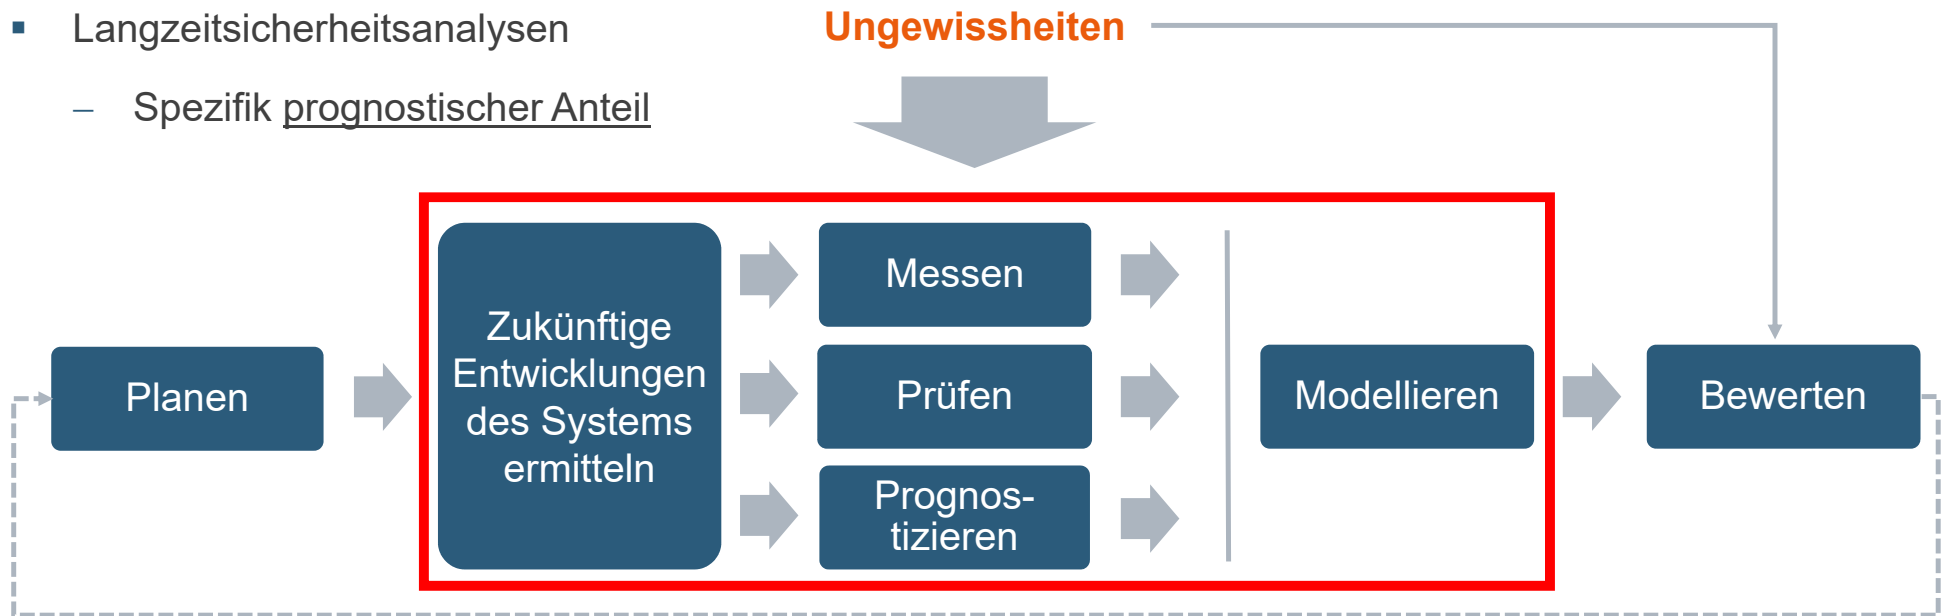 Langzeitsicherheitsanalysen
Ungewissheiten
– Spezifik prognostischer Anteil
Planen
Zukünftige
Entwicklungen
des Systems
ermitteln
Messen
Prüfen
Prognos-
tizieren
Modellieren
Bewerten